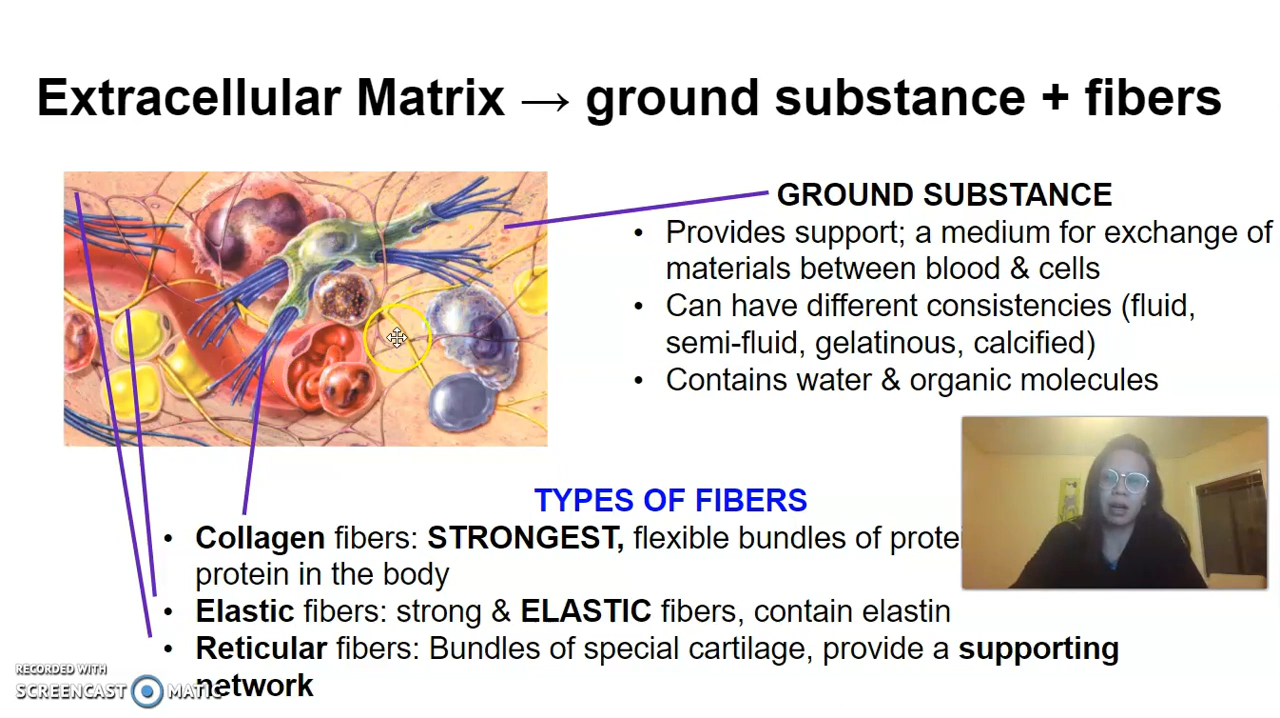 Extracellular Matrix → ground substance + fibers
GROUND SUBSTANCE
• Provides support; a medium for exchange of
materials between blood & cells
• Can have different consistencies (fluid,
semi-fluid, gelatinous, calcified)
• Contains water & organic molecules
TYPES OF FIBERS
• Collagen fibers: STRONGEST, flexible bundles of protei
protein in the body
• Elastic fibers: strong & ELASTIC fibers, contain elastin
• Reticular fibers: Bundles of special cartilage, provide a supporting
network
RECORDED WITH
SCREENCAST MATIC